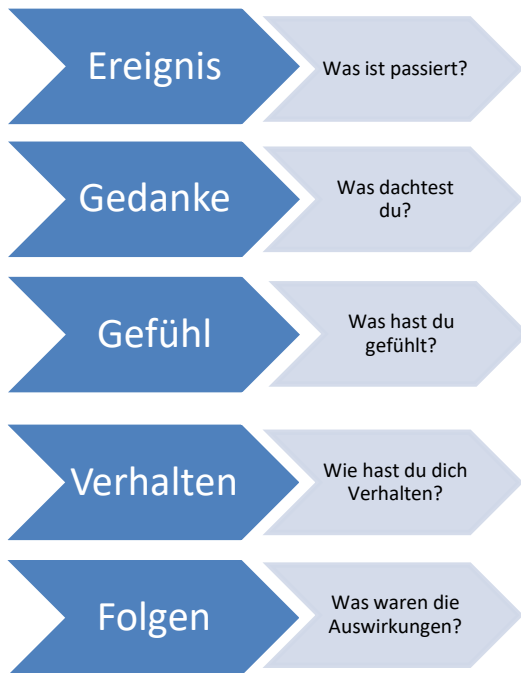 Ereignis
Was ist passiert?
Gedanke
Was dachtest
du?
Gefühl
Was hast du
gefühlt?
Verhalten
Wie hast du dich
Verhalten?
Folgen
Was waren die
Auswirkungen?